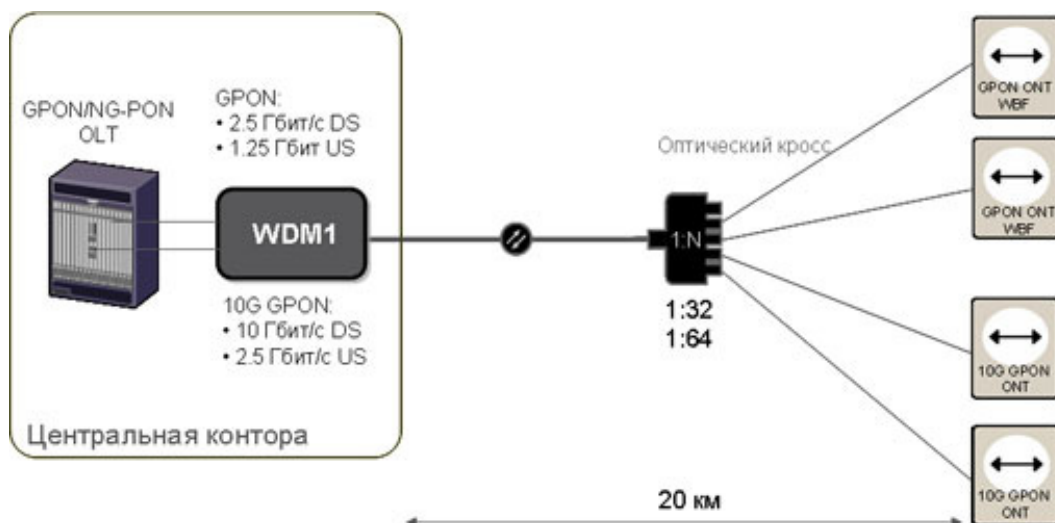 GPON/NG-PON
OLT
GPON:
• 2.5 Гбит/с DS
• 1.25 Гбит US
WDM1
10G GPON:
• 10 Гбит/с DS
• 2.5 Гбит/с US
Центральная контора
Оптический кросс
1:N
1:32
1:64
20 км
GPON ONT
WBF
GPON ONT
WBF
10G GPON
ONT
10G GPON
ONT